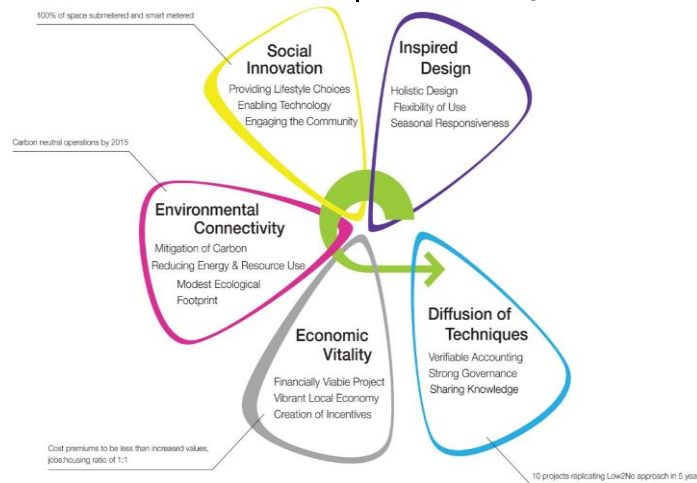 100% of space submetered and smart metered
Social
Innovation
Providing Lifestyle Choices
Enabling Technology
Engaging the Community
Inspired
Design
Holistic Design
Flexibility of Use
Seasonal Responsiveness
Carbon neutral operations by 2015
Environmental
Connectivity
Mitigation of Carbon
Reducing Energy & Resource Use
Modest Ecological
Footprint
Economic
Vitality
Financially Viable Project
Vibrant Local Economy
Creation of Incentives
Diffusion of
Techniques
Verifiable Accounting
Strong Governance
Sharing Knowledge
Cost premiums to be less than increased values,
jobs:housing ratio of 1:1
10 projects replicating Low2No approach in 5